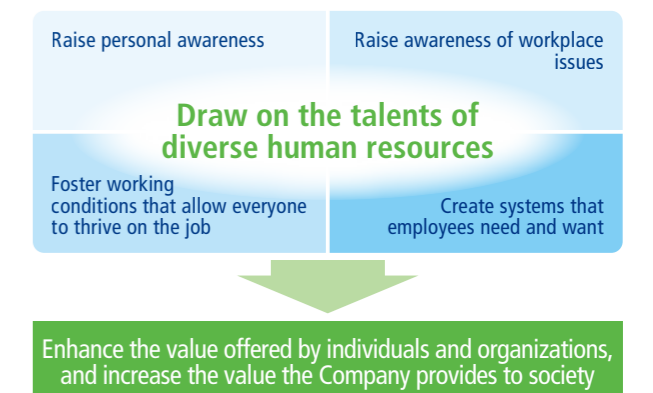 Raise personal awareness
Raise awareness of workplace
issues
Draw on the talents of
diverse human resources
Foster working
conditions that allow everyone
to thrive on the job
Create systems that
employees need and want
Enhance the value offered by individuals and organizations,
and increase the value the Company provides to society